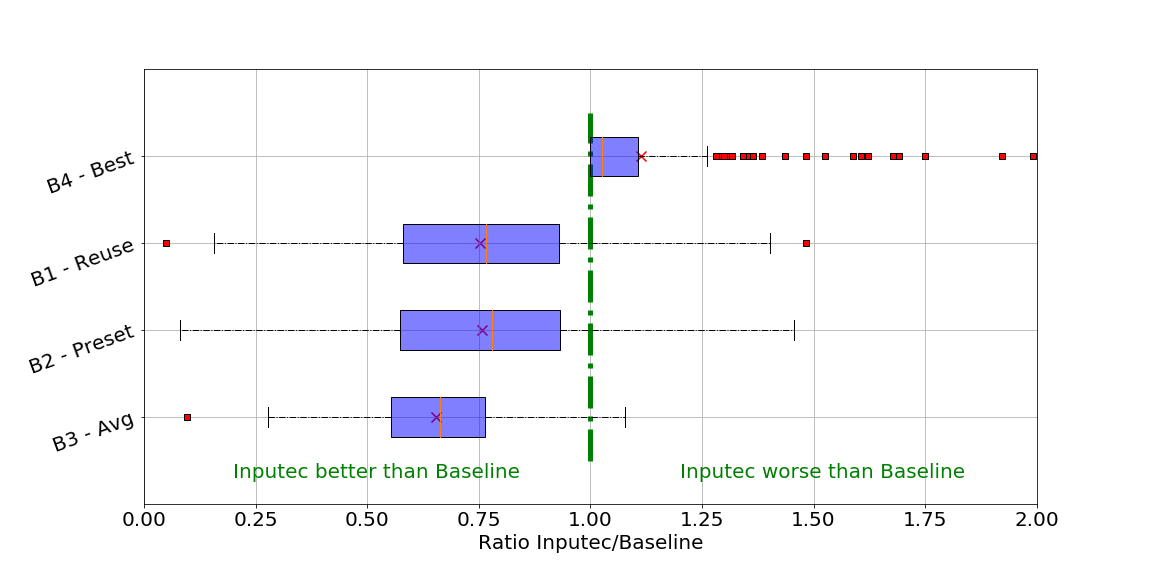 B4 - Best
B1 - Reuse
B2 - Preset
B3 - Avg
Inputec better than Baseline
Inputec worse than Baseline
0.00 0.25 0.50 0.75 1.00 1.25 1.50 1.75 2.00
Ratio Inputec/Baseline